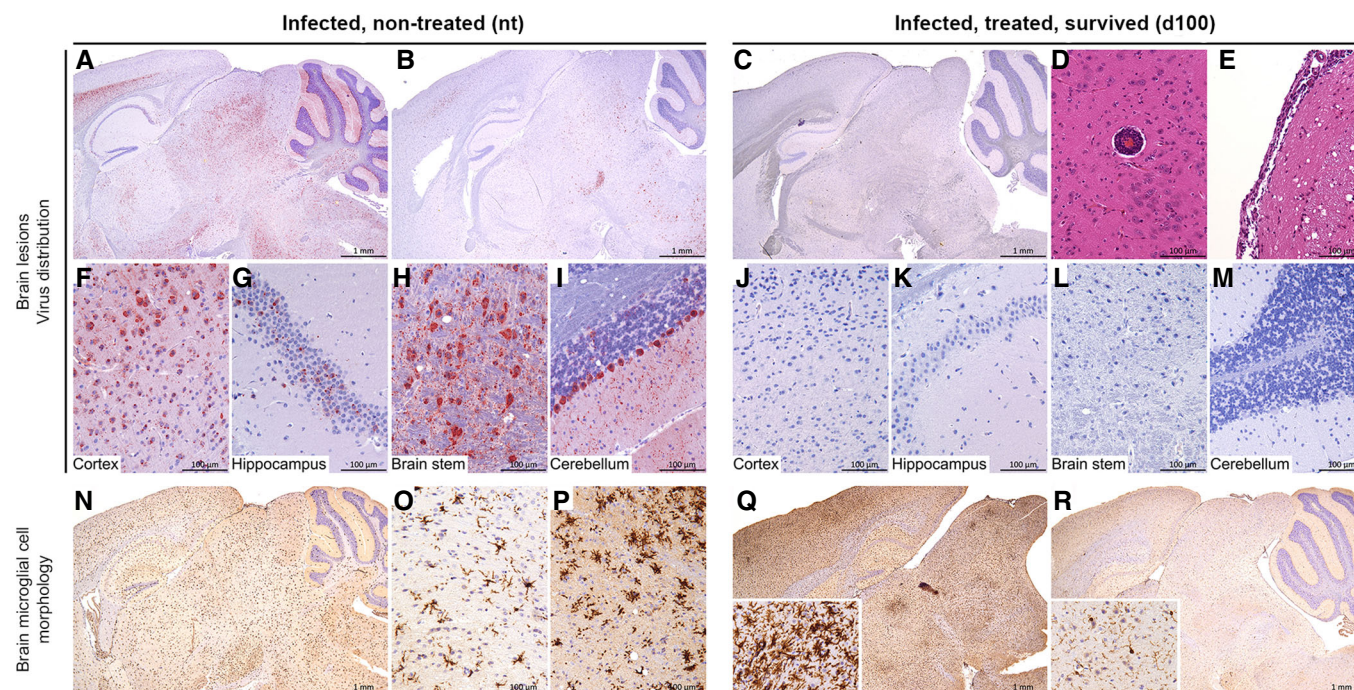 Infected, non-treated (nt)
Infected, treated, survived (d100)
Brain lesions
Virus distribution
A
B
C
D
E
1 mm
1 mm
1 mm
100 µm
100 µm
F
G
H
I
J
K
L
M
Cortex
100 µm
Hippocampus
100 µm
Brain stem
100 µm
Cerebellum
100 µm
Cortex
100 µm
Hippocampus
100 µm
Brain stem
100 µm
100 µm
Brain microglial cell
morphology
N
O
P
Q
R
1 mm
100 µm
100 µm
1 mm
1 mm